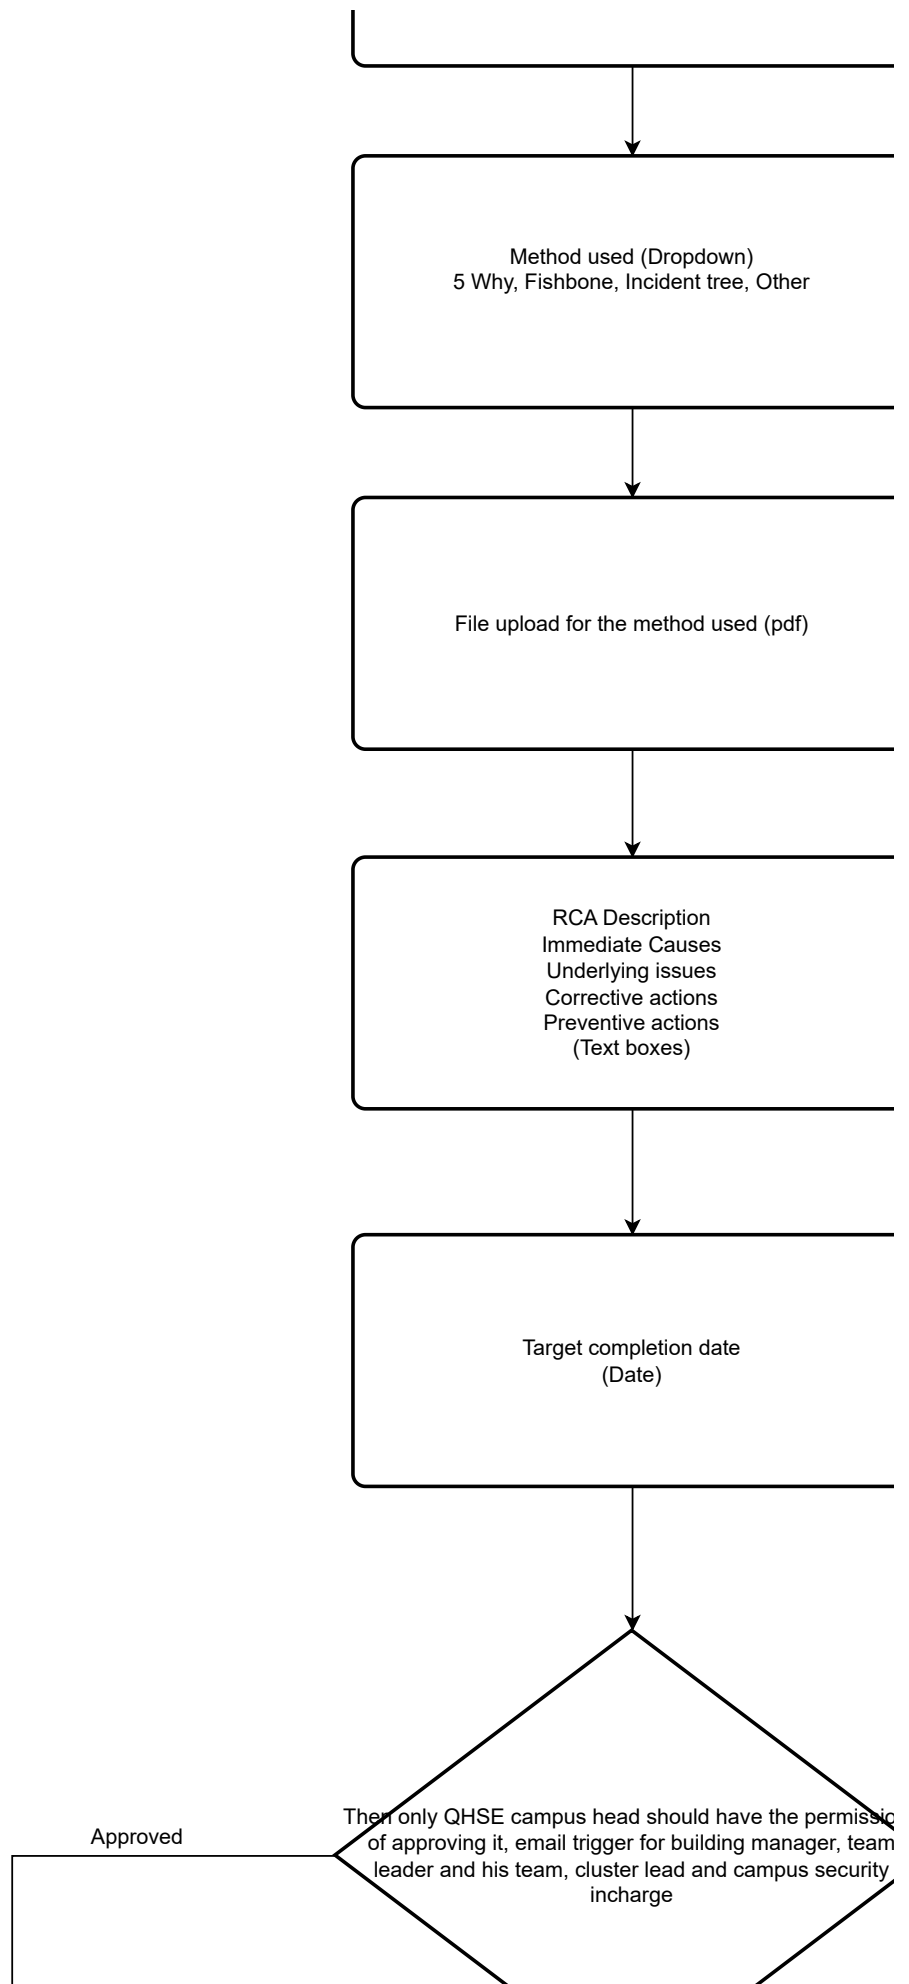 Method used (Dropdown)
5 Why, Fishbone, Incident tree, Other
File upload for the method used (pdf)
RCA Description
Immediate Causes
Underlying issues
Corrective actions
Preventive actions
(Text boxes)
Target completion date
(Date)
Then only QHSE campus head should have the permissio
of approving it, email trigger for building manager, team
leader and his team, cluster lead and campus security
incharge
Approved